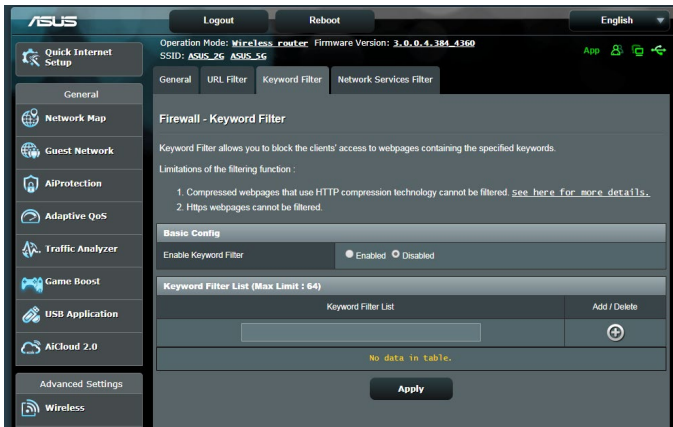 ASUS
Logout
Reboot
English
Quick Internet
Setup
Operation Mode: Wireless router Firmware Version: 3.0.0.4.384_4360
SSID: ASUS_2G ASUS_5G
App
General
URL Filter
Keyword Filter
Network Services Filter
General
Network Map
Guest Network
AiProtection
Adaptive QoS
Traffic Analyzer
Game Boost
USB Application
AiCloud 2.0
Advanced Settings
Wireless
Firewall - Keyword Filter
Keyword Filter allows you to block the clients' access to webpages containing the specified keywords.
Limitations of the filtering function :
1. Compressed webpages that use HTTP compression technology cannot be filtered. See here for more details.
2. Https webpages cannot be filtered.
Basic Config
Enable Keyword Filter
Enabled Disabled
Keyword Filter List (Max Limit : 64)
Keyword Filter List
Add / Delete
No data in table.
Apply